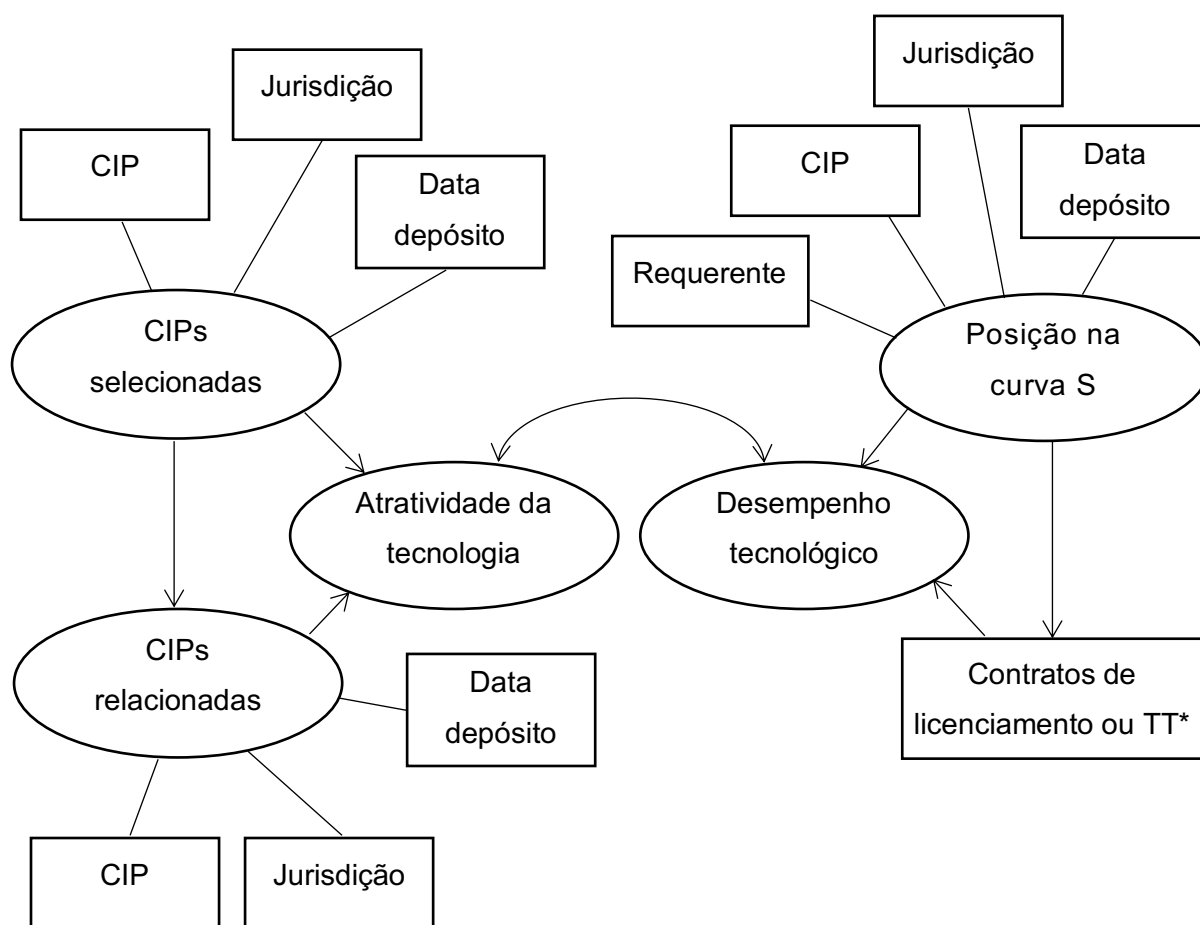 Jurisdição
CIP
Data
depósito
CIPs
selecionadas
Jurisdição
CIP
Data
depósito
Requerente
Posição na
curva S
Atratividade da
tecnologia
Desempenho
tecnológico
CIPs
relacionadas
Data
depósito
Contratos de
licenciamento ou TT*
CIP
Jurisdição